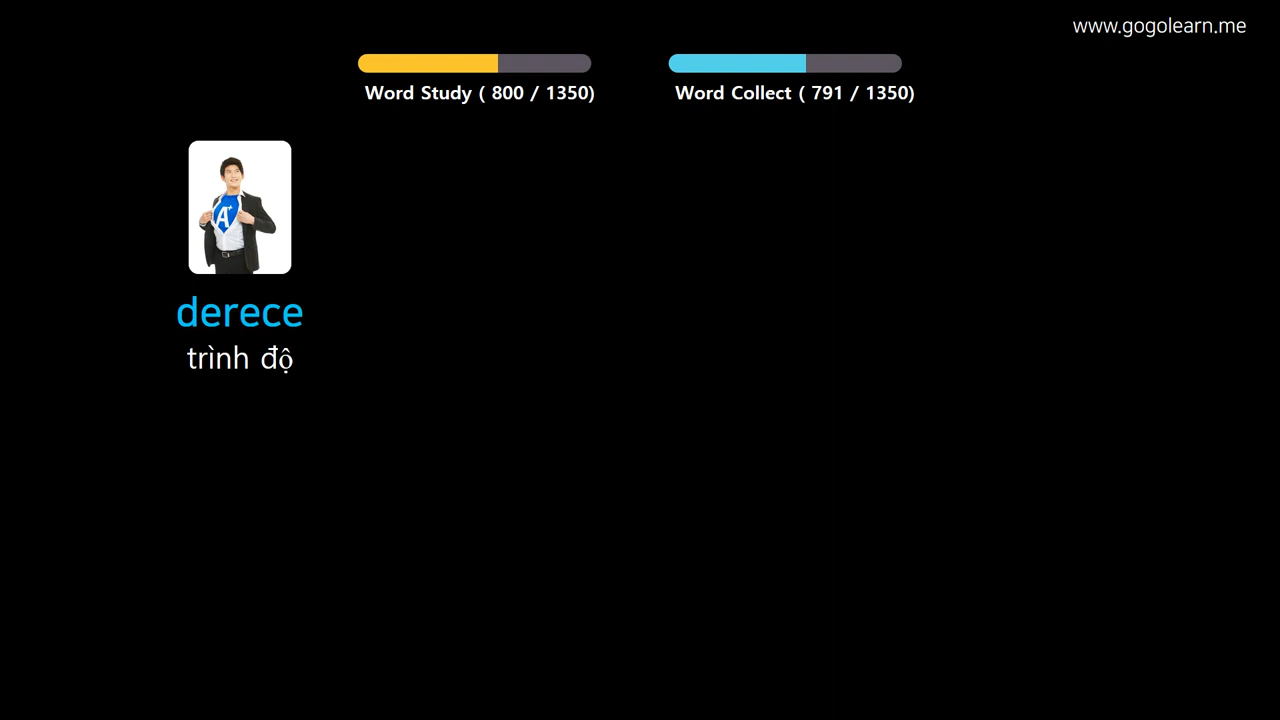 www.gogolearn.me
Word Study ( 800 / 1350)
Word Collect ( 791 / 1350)
A+
derece
trình độ